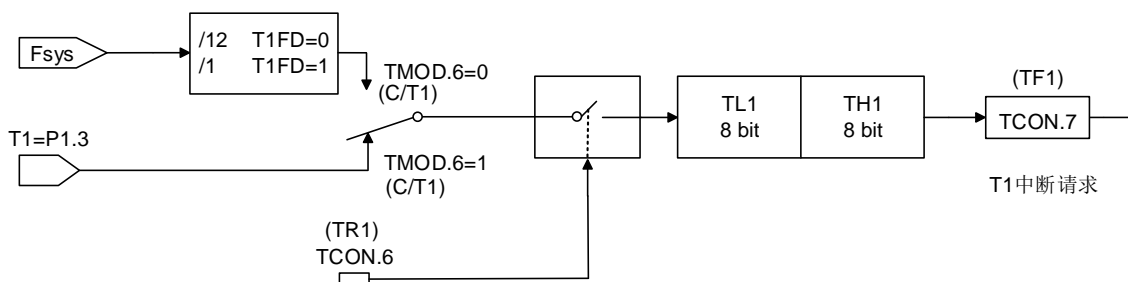 Fsys
/12 T1FD=0
/1 T1FD=1
TMOD.6=0
(C/T1)
T1=P1.3
TMOD.6=1
(C/T1)
(TR1)
TCON.6
TL1
8 bit
TH1
8 bit
(TF1)
TCON.7
T1中断请求